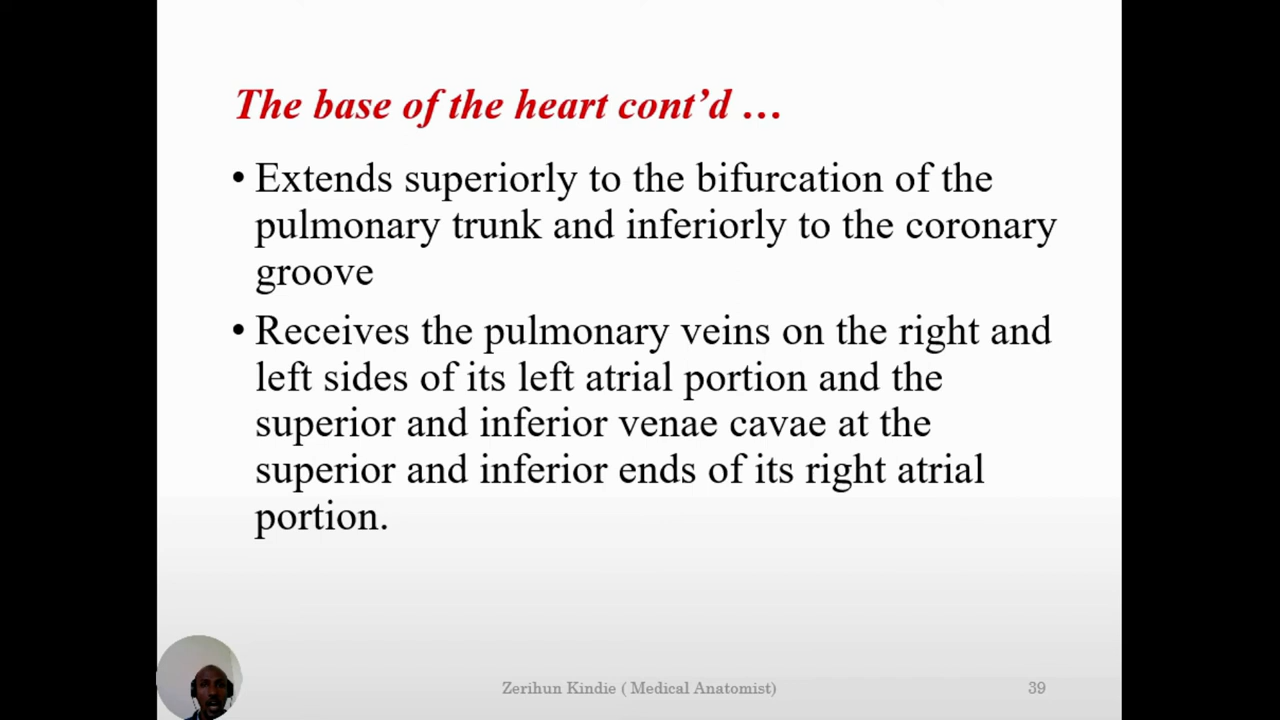 The base of the heart cont’d …
• Extends superiorly to the bifurcation of the
pulmonary trunk and inferiorly to the coronary
groove
• Receives the pulmonary veins on the right and
left sides of its left atrial portion and the
superior and inferior venae cavae at the
superior and inferior ends of its right atrial
portion.
Zerihun Kindie ( Medical Anatomist)
39